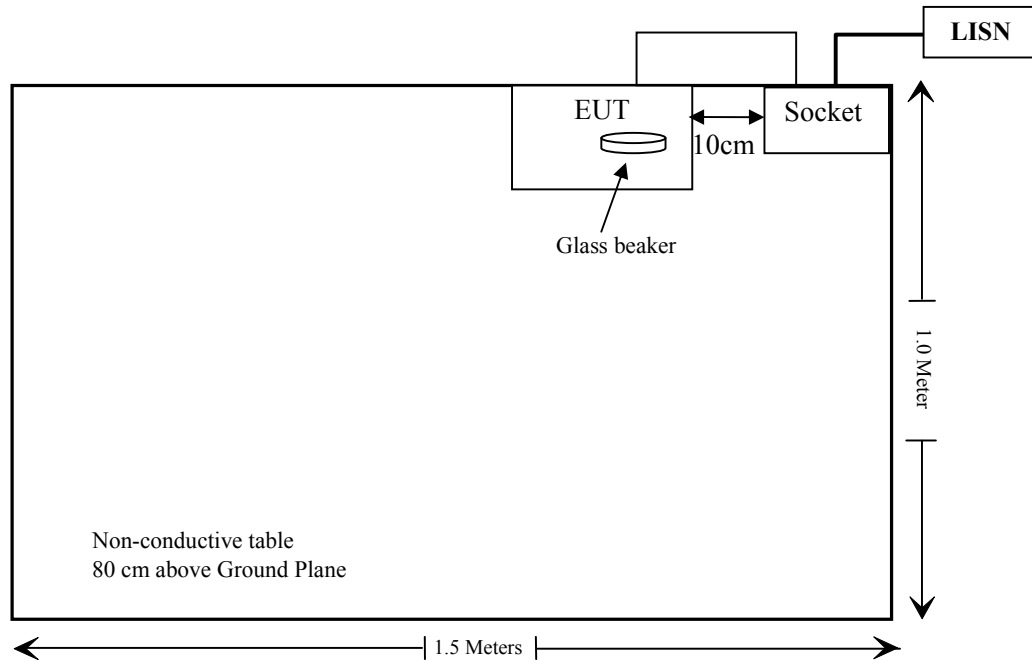 LISN
EUT
Socket
10cm
Glass beaker
1.0 Meter
Non-conductive table
80 cm above Ground Plane
1.5 Meters